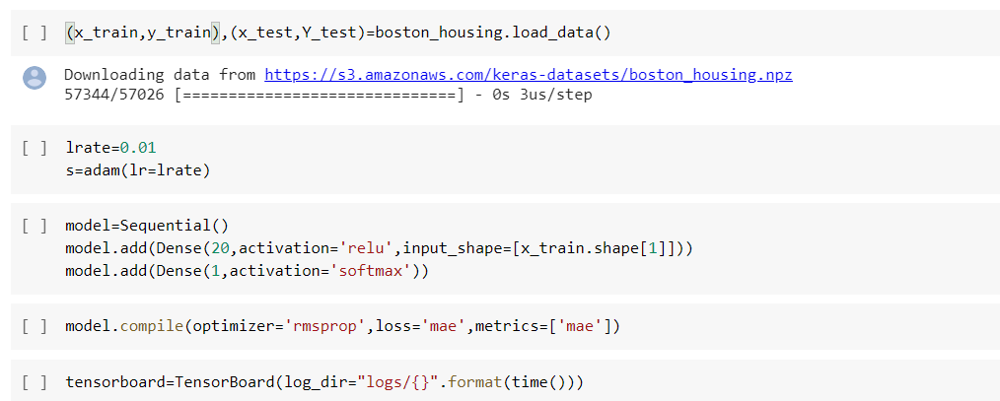 [ ] (x_train,y_train),(x_test,Y_test)=boston_housing.load_data()
Downloading data from https://s3.amazonaws.com/keras-datasets/boston_housing.npz
57344/57026 [==============================] - 0s 3us/step
[ ] lrate=0.01
s=adam(lr=lrate)
[ ] model=Sequential()
model.add(Dense(20,activation='relu',input_shape=[x_train.shape[1]]))
model.add(Dense(1,activation='softmax'))
[ ] model.compile(optimizer='rmsprop',loss='mae',metrics=['mae'])
[ ] tensorboard=TensorBoard(log_dir="logs/{}".format(time()))